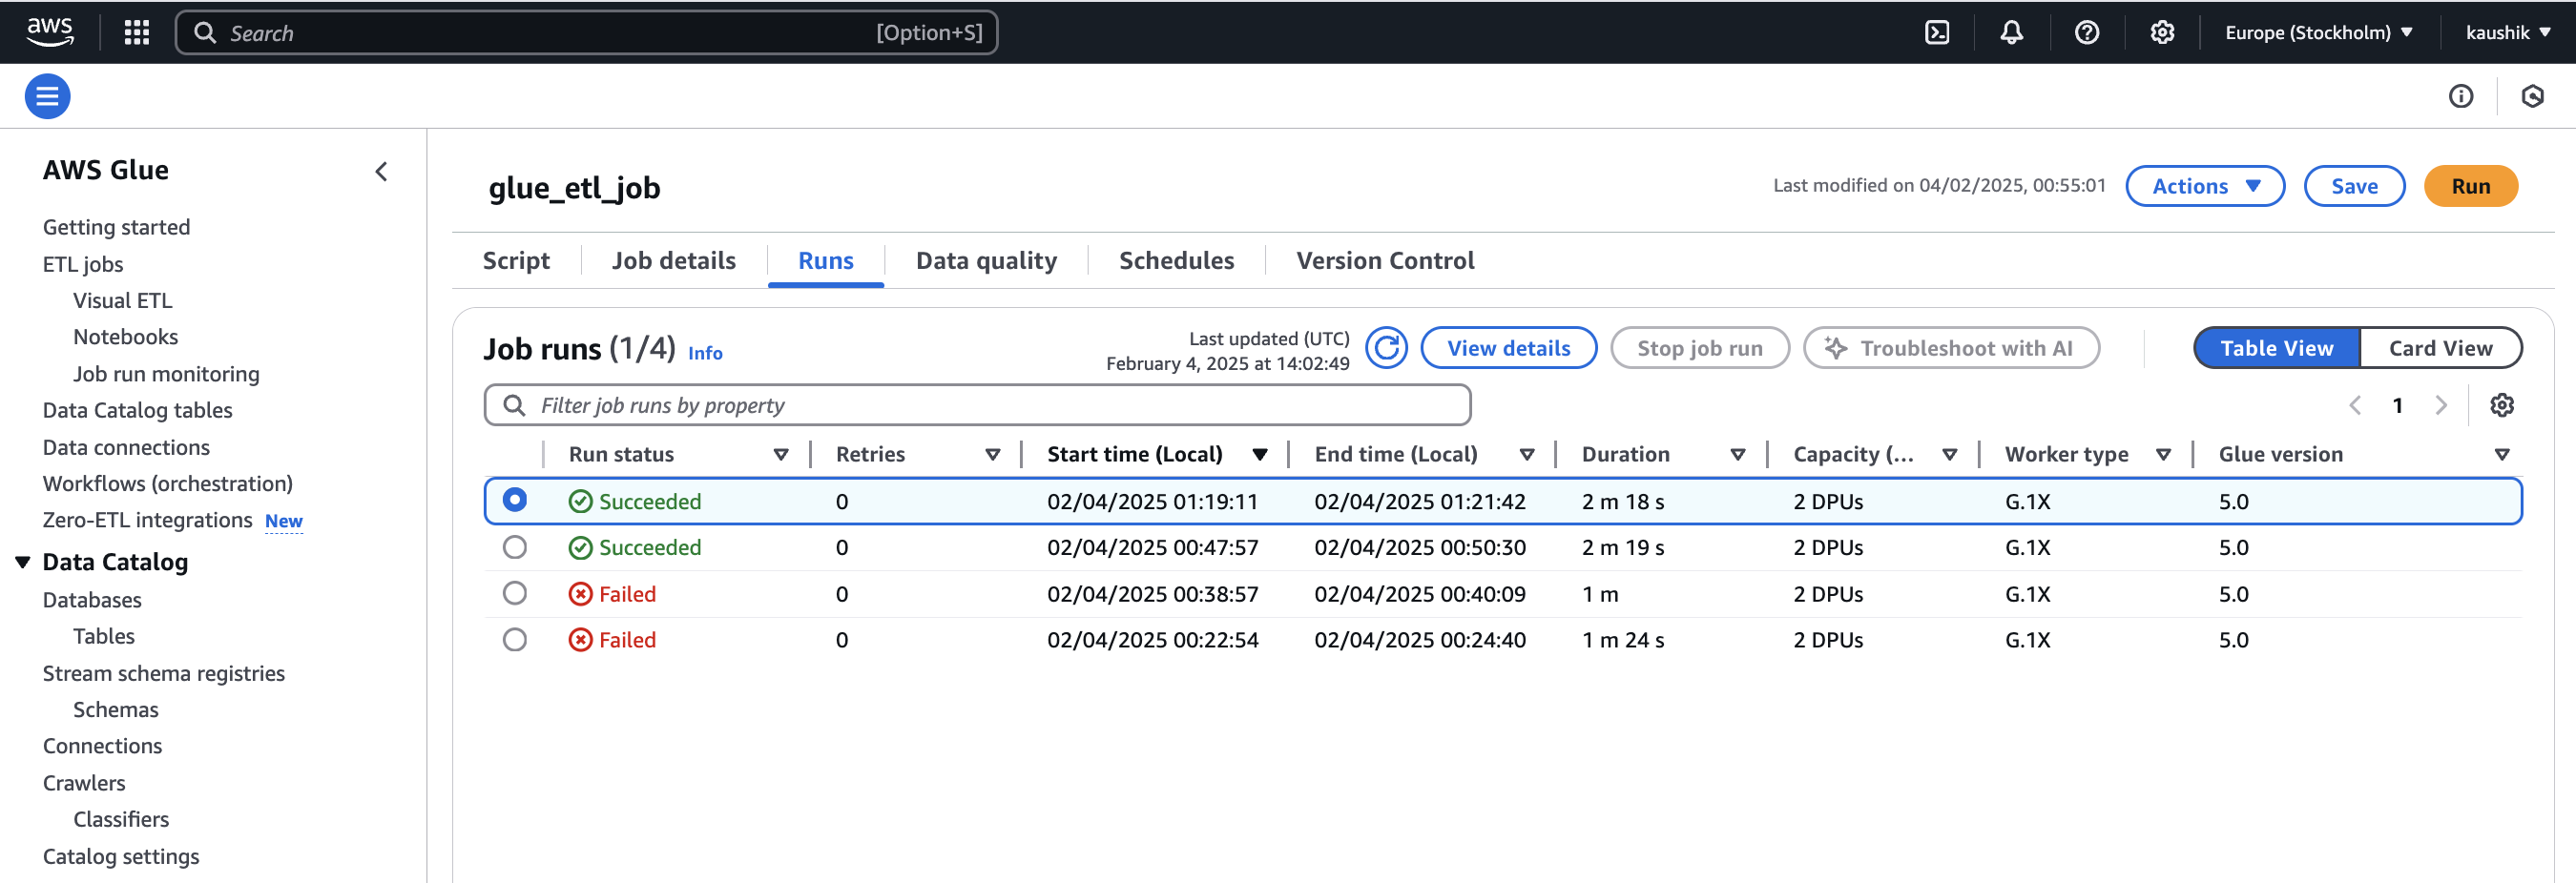 aws Search [Option+S] Europe (Stockholm) kaushik
AWS Glue
Getting started
ETL jobs
Visual ETL
Notebooks
Job run monitoring
Data Catalog tables
Data connections
Workflows (orchestration)
Zero-ETL integrations New
Data Catalog
Databases
Tables
Stream schema registries
Schemas
Connections
Crawlers
Classifiers
Catalog settings
glue_etl_job
Last modified on 04/02/2025, 00:55:01 Actions Save Run
Script Job details Runs Data quality Schedules Version Control
Job runs (1/4) Info
Last updated (UTC)
February 4, 2025 at 14:02:49
View details Stop job run Troubleshoot with AI Table View Card View
Filter job runs by property 1
Run status Retries Start time (Local) End time (Local) Duration Capacity (... Worker type Glue version
Succeeded 0 02/04/2025 01:19:11 02/04/2025 01:21:42 2 m 18 s 2 DPUs G.1X 5.0
Succeeded 0 02/04/2025 00:47:57 02/04/2025 00:50:30 2 m 19 s 2 DPUs G.1X 5.0
Failed 0 02/04/2025 00:38:57 02/04/2025 00:40:09 1 m 2 DPUs G.1X 5.0
Failed 0 02/04/2025 00:22:54 02/04/2025 00:24:40 1 m 24 s 2 DPUs G.1X 5.0